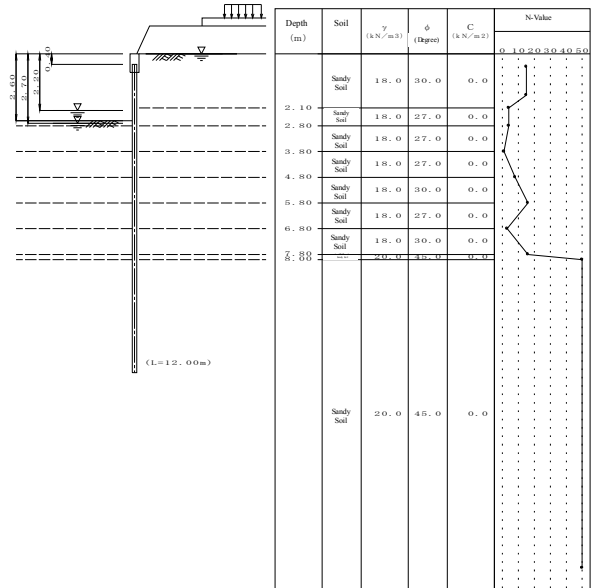 Depth
(m)
Soil
γ
(kN/m3)
φ
(Degree)
C
(kN/m2)
N-Value
0 10 20 30 40 50
2.60
2.70
2.20
0.40
Sandy
Soil
18.0 30.0 0.0
2.10
Sandy
Soil
18.0 27.0 0.0
2.80
Sandy
Soil
18.0 27.0 0.0
3.80
Sandy
Soil
18.0 27.0 0.0
4.80
Sandy
Soil
18.0 30.0 0.0
5.80
Sandy
Soil
18.0 27.0 0.0
6.80
Sandy
Soil
18.0 30.0 0.0
7.80
20.0 45.0 0.0
8.00
(L=12.00m)
Sandy
Soil
20.0 45.0 0.0